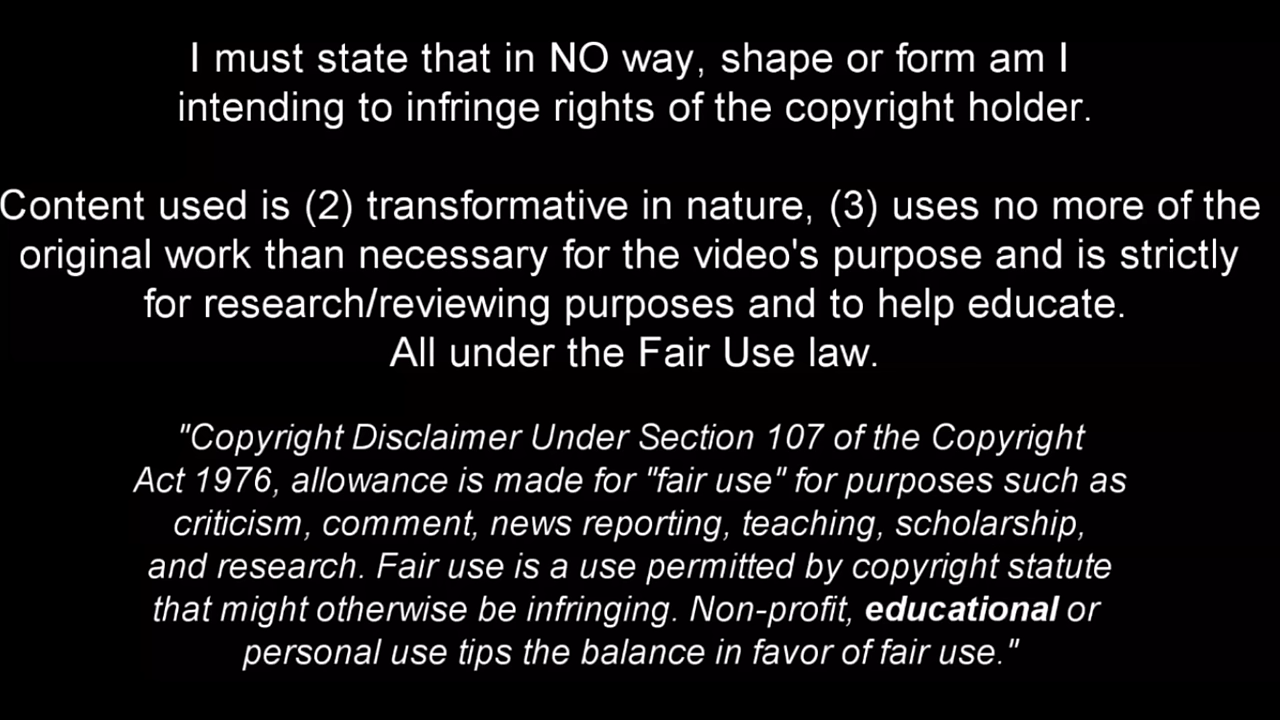 I must state that in NO way, shape or form am I
intending to infringe rights of the copyright holder.
Content used is (2) transformative in nature, (3) uses no more of the
original work than necessary for the video's purpose and is strictly
for research/reviewing purposes and to help educate.
All under the Fair Use law.
"Copyright Disclaimer Under Section 107 of the Copyright
Act 1976, allowance is made for "fair use" for purposes such as
criticism, comment, news reporting, teaching, scholarship,
and research. Fair use is a use permitted by copyright statute
that might otherwise be infringing. Non-profit, educational or
personal use tips the balance in favor of fair use."